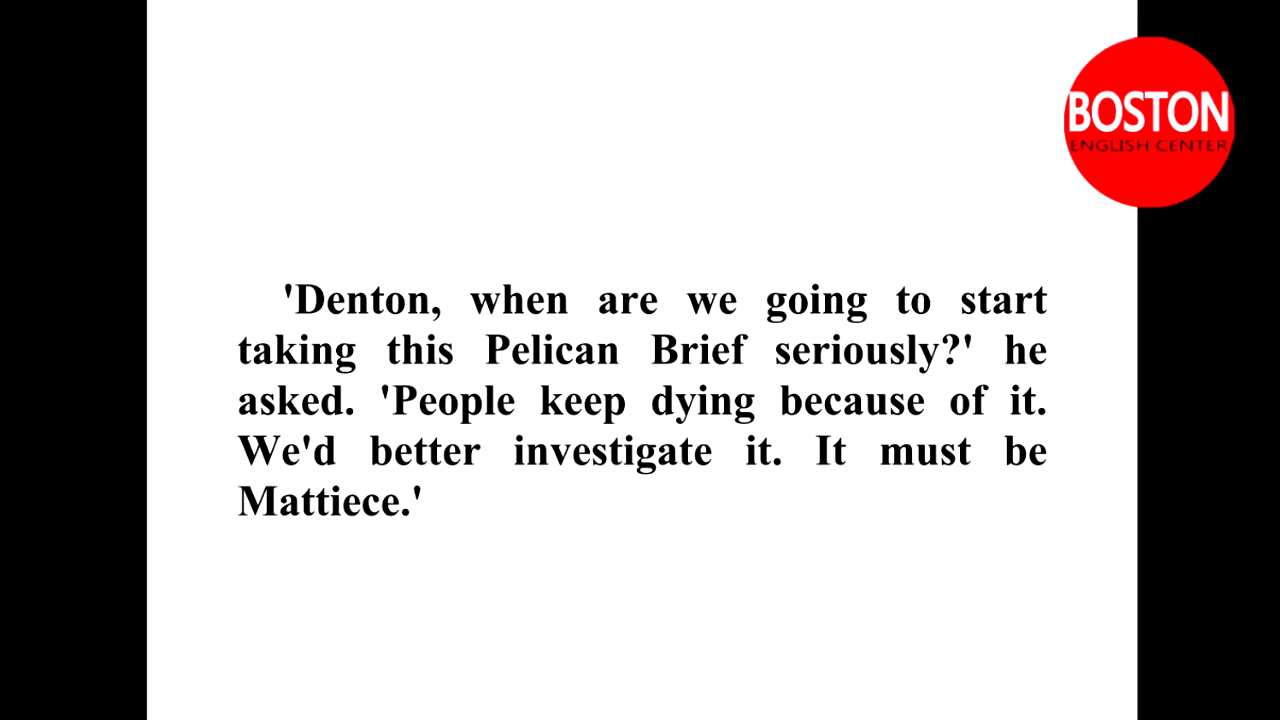 BOSTON
ENGLISH CENTER
'Denton, when are we going to start
taking this Pelican Brief seriously?' he
asked. 'People keep dying because of it.
We'd better investigate it. It must be
Mattiece.'